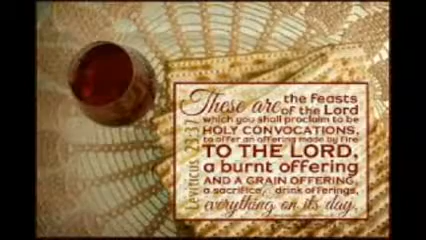 These are the feasts
of the Lord
which you shall proclaim to be
HOLY CONVOCATIONS,
to offer an offering made by fire
TO THE LORD,
a burnt offering
AND A GRAIN OFFERING,
a sacrifice & drink offerings,
everything on its day.
Leviticus 23:37